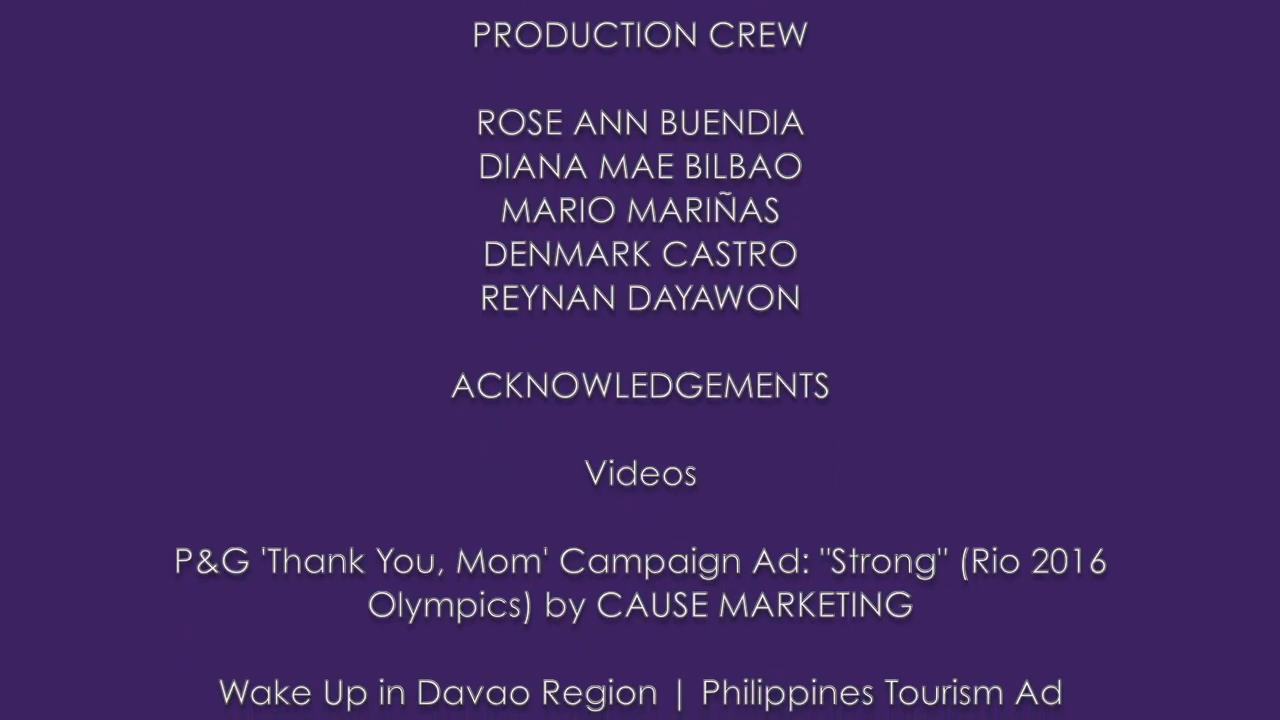 PRODUCTION CREW
ROSE ANN BUENDIA
DIANA MAE BILBAO
MARIO MARIÑAS
DENMARK CASTRO
REYNAN DAYAWON
ACKNOWLEDGEMENTS
Videos
P&G 'Thank You, Mom' Campaign Ad: "Strong" (Rio 2016
Olympics) by CAUSE MARKETING
Wake Up in Davao Region | Philippines Tourism Ad